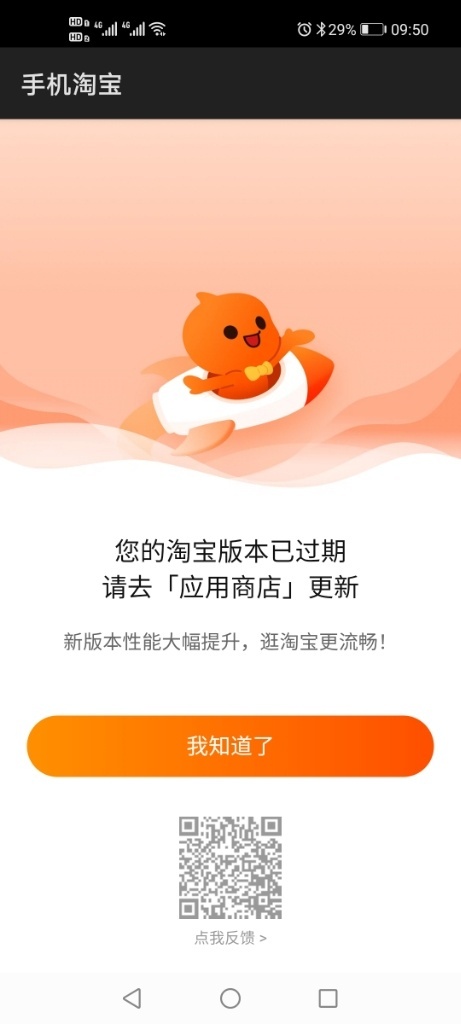 HD 1 4G 4G 29% 09:50
HD 2
手机淘宝
您的淘宝版本已过期
请去「应用商店」更新
新版本性能大幅提升，逛淘宝更流畅！
我知道了
点我反馈 >